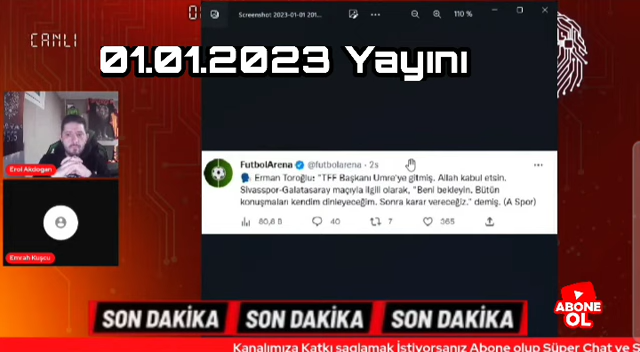 Screenshot 2023-01-01 201...
110 %
CANLI
01.01.2023 Yayını
Erol Akdogan
FutbolArena @futbolarena · 2s
Erman Toroğlu: "TFF Başkanı Umre'ye gitmiş. Allah kabul etsin.
Sivasspor-Galatasaray maçıyla ilgili olarak, "Beni bekleyin. Bütün
konuşmaları kendim dinleyeceğim. Sonra karar vereceğiz." demiş. (A Spor)
80,8 B 40 7 365
Emrah Kuşcu
ABONE
OL
SON DAKİKA SON DAKİKA SON DAKİKA
Kanalımıza Katkı saglamak İstiyorsanız Abone olup Süper Chat ve S